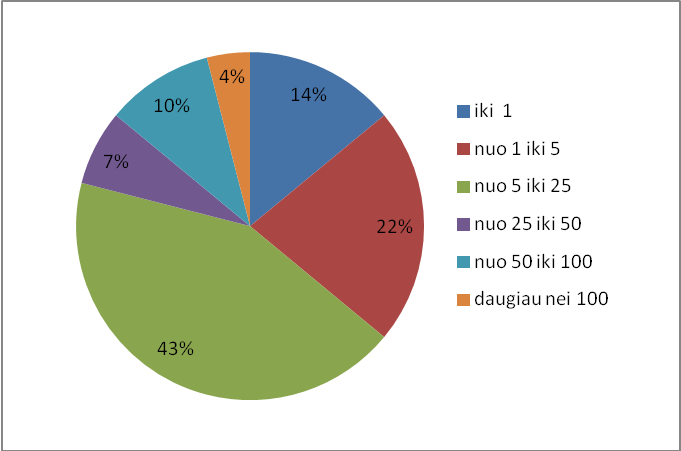 4%
14%
10%
7%
22%
43%
iki 1
nuo 1 iki 5
nuo 5 iki 25
nuo 25 iki 50
nuo 50 iki 100
daugiau nei 100